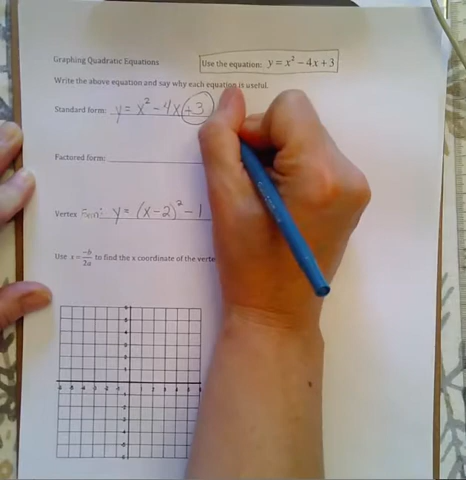 Graphing Quadratic Equations
Use the equation: y = x² − 4x + 3
Write the above equation and say why each equation is useful.
Standard form: y = x² − 4x + 3
Factored form:
Vertex y = (x − 2)² − 1
Use x = −b/2a to find the x coordinate of the verte